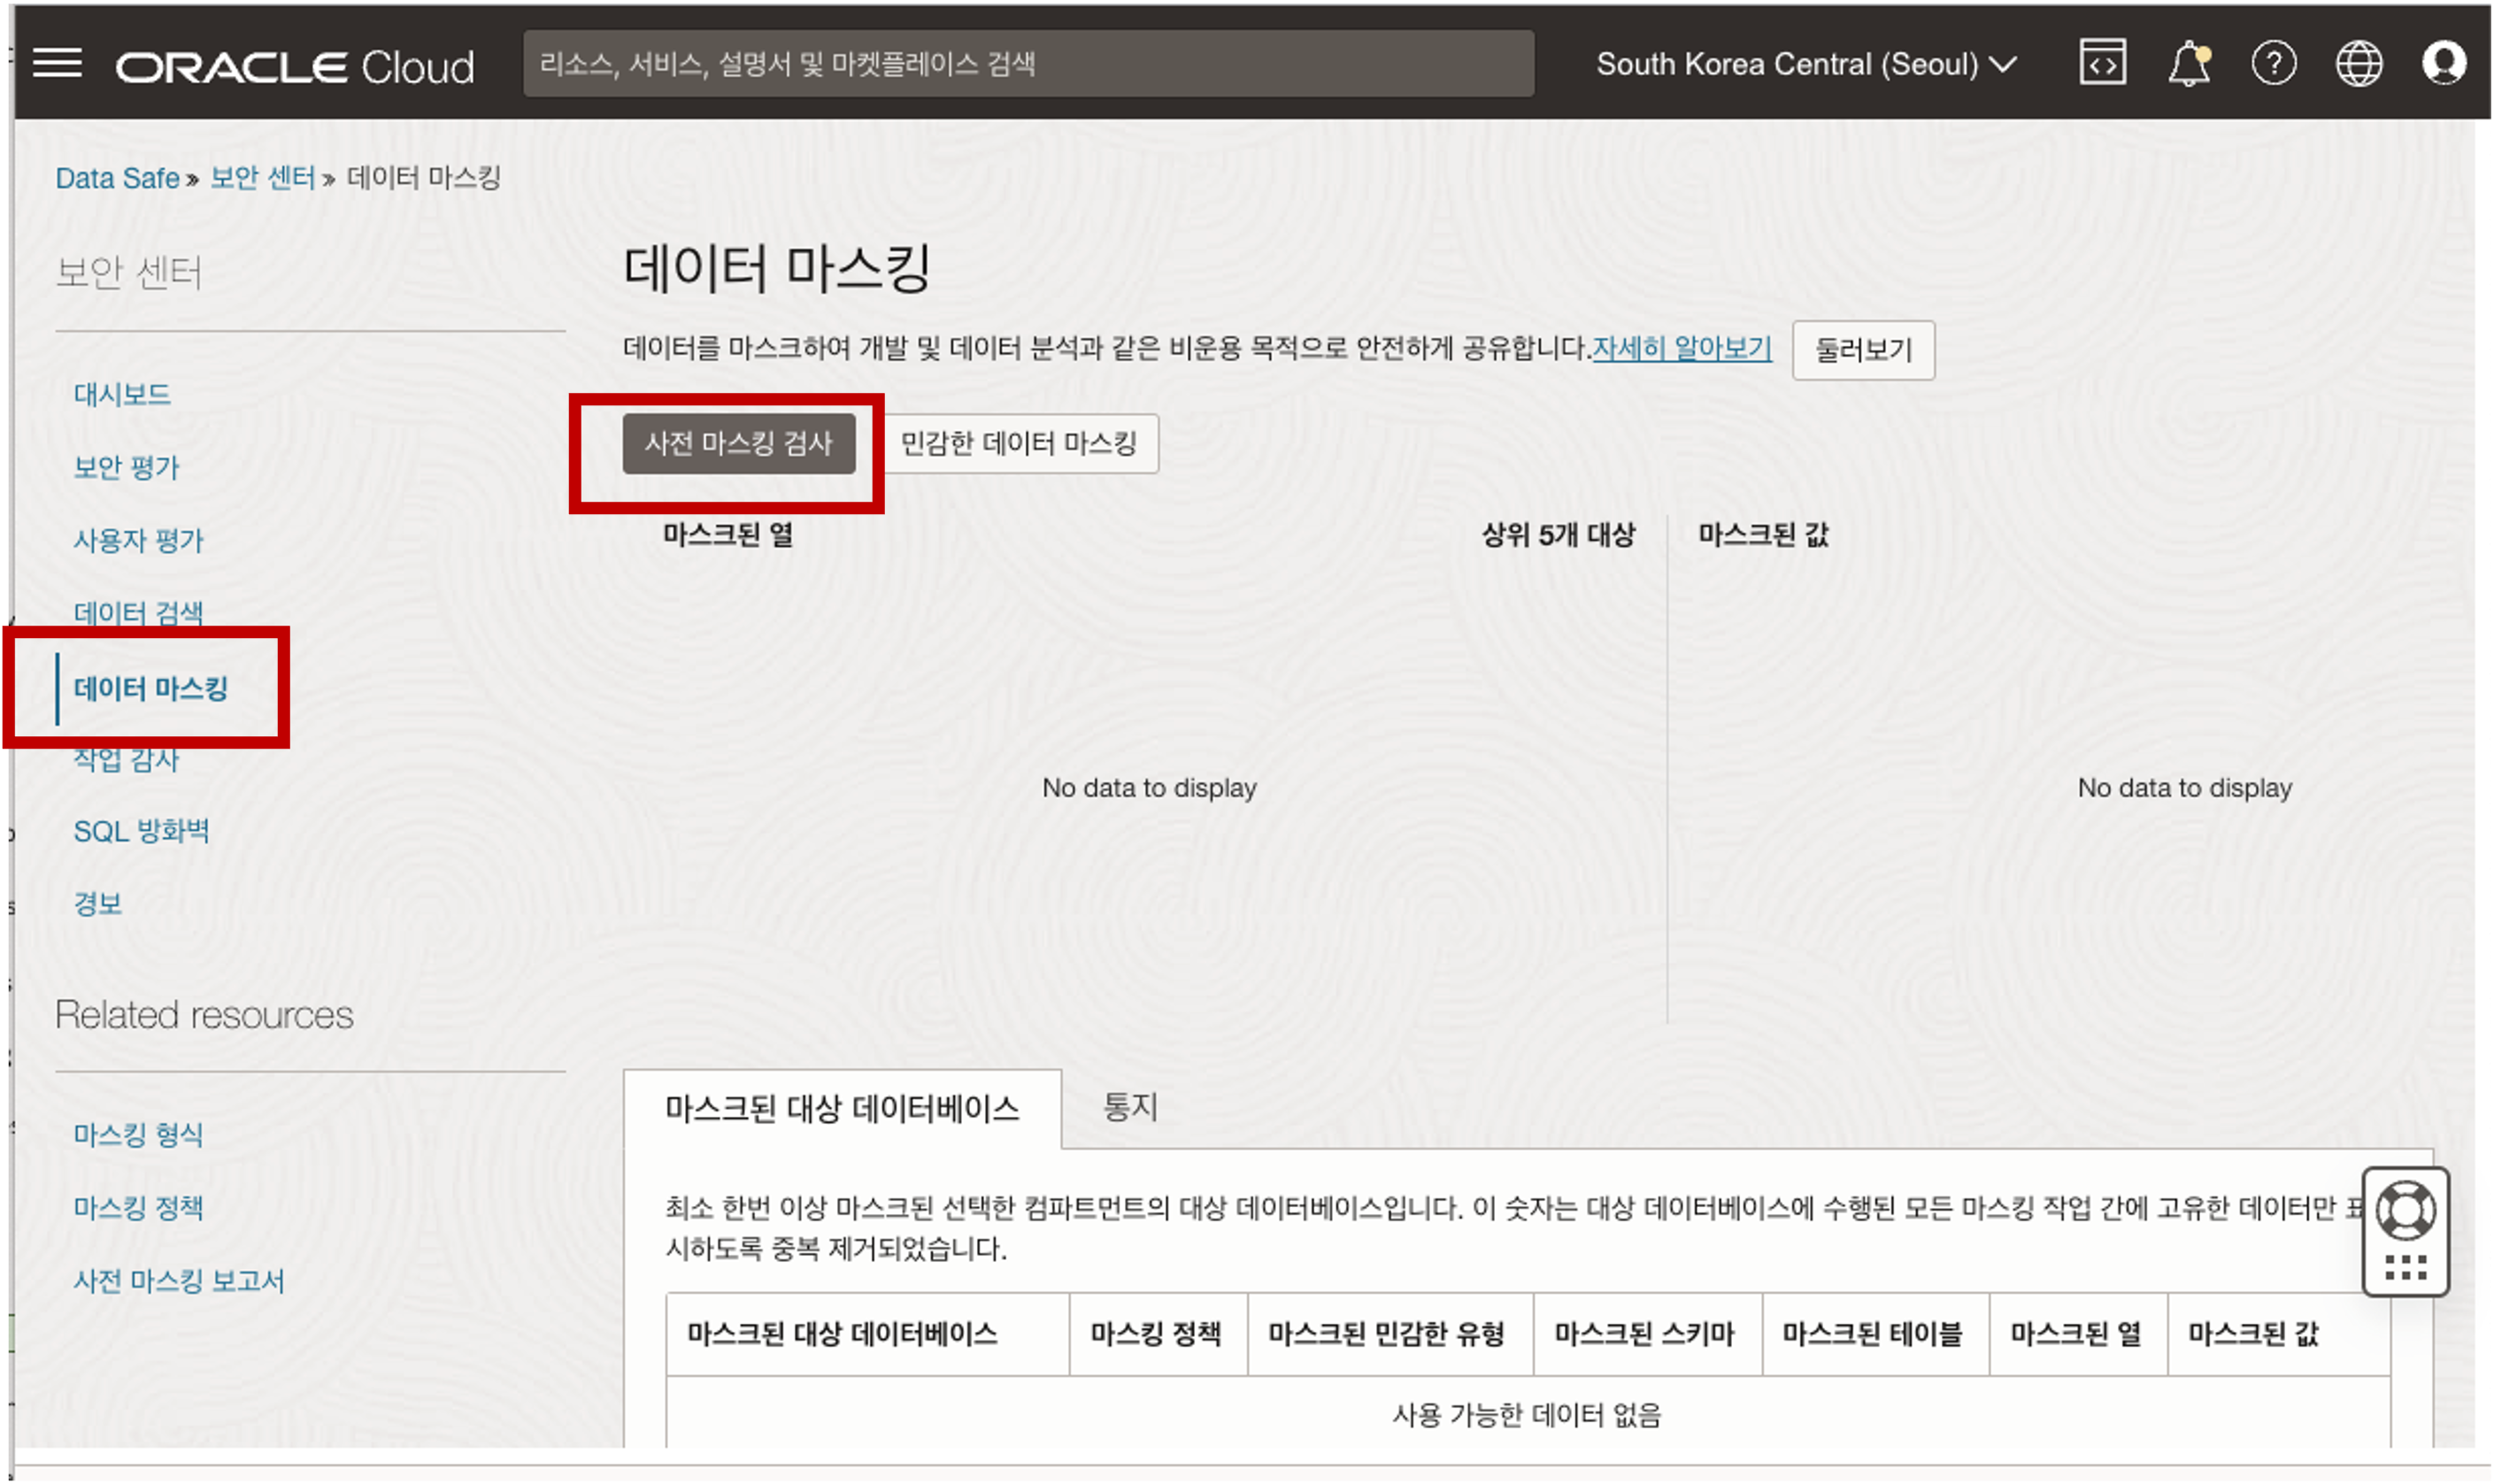 ORACLE Cloud
리소스, 서비스, 설명서 및 마켓플레이스 검색
South Korea Central (Seoul)
Data Safe » 보안 센터 » 데이터 마스킹
보안 센터
대시보드
보안 평가
사용자 평가
데이터 검색
데이터 마스킹
작업 감사
SQL 방화벽
경보
Related resources
마스킹 형식
마스킹 정책
사전 마스킹 보고서
데이터 마스킹
데이터를 마스크하여 개발 및 데이터 분석과 같은 비운용 목적으로 안전하게 공유합니다.자세히 알아보기
둘러보기
사전 마스킹 검사
민감한 데이터 마스킹
마스크된 열
상위 5개 대상
No data to display
마스크된 값
No data to display
마스크된 대상 데이터베이스
통지
최소 한번 이상 마스크된 선택한 컴파트먼트의 대상 데이터베이스입니다. 이 숫자는 대상 데이터베이스에 수행된 모든 마스킹 작업 간에 고유한 데이터만 표
시하도록 중복 제거되었습니다.
마스크된 대상 데이터베이스 마스킹 정책 마스크된 민감한 유형 마스크된 스키마 마스크된 테이블 마스크된 열 마스크된 값
사용 가능한 데이터 없음